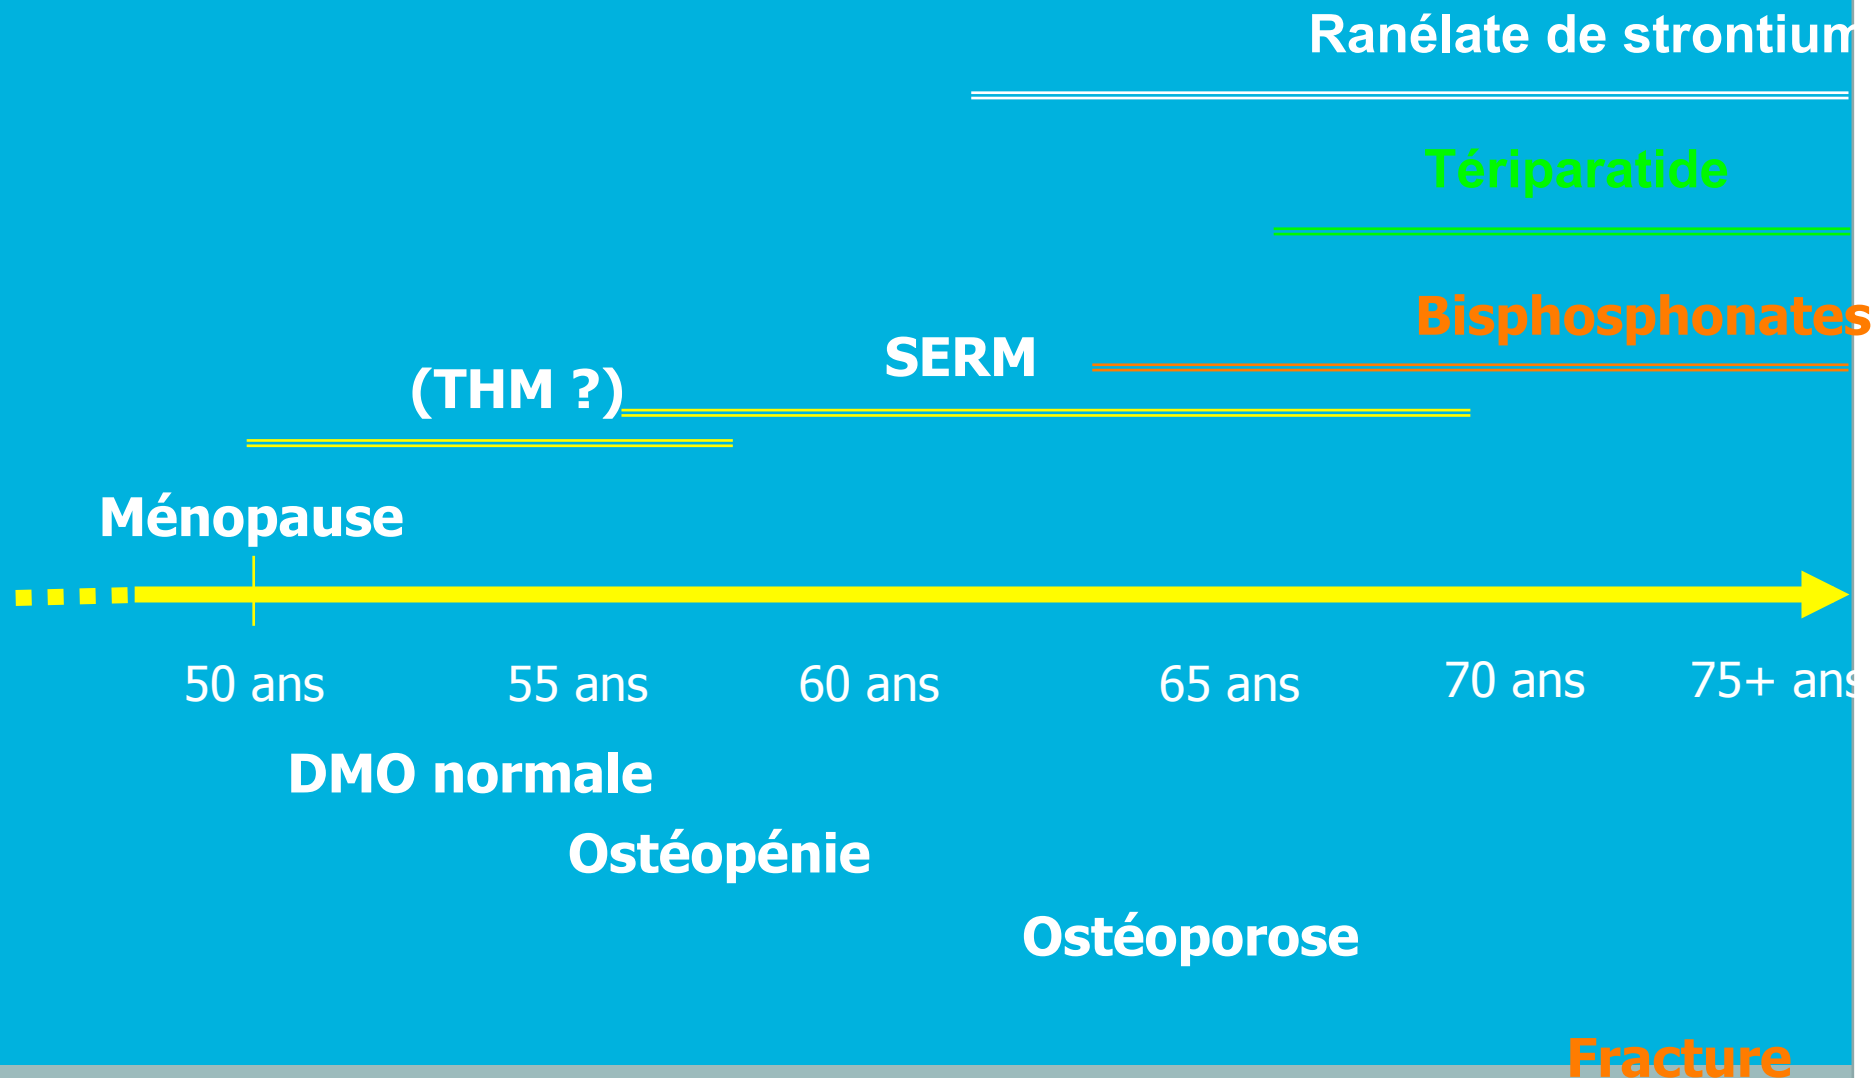 Ranélate de strontium
Tériparatide
Bisphosphonates
SERM
(THM ?)
Ménopause
50 ans 55 ans 60 ans 65 ans 70 ans 75+ ans
DMO normale
Ostéopénie
Ostéoporose
Fracture